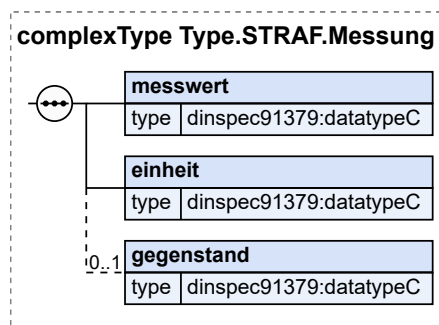 complexType Type.STRAF.Messung
messwert
type dinspec91379:datatypeC
einheit
type dinspec91379:datatypeC
0..1 gegenstand
type dinspec91379:datatypeC